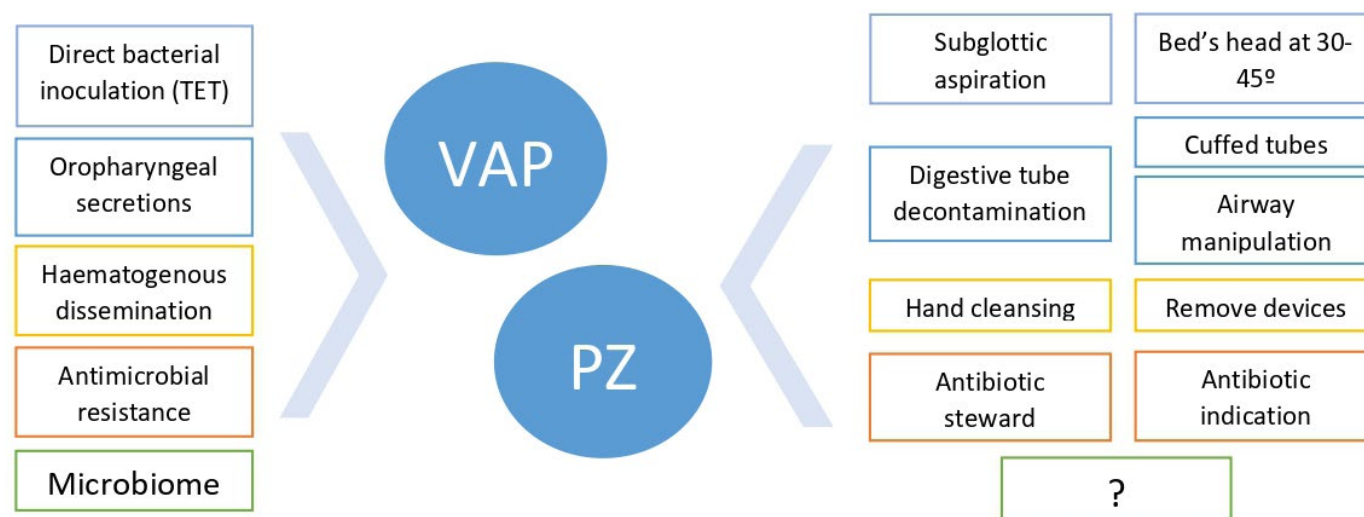 Direct bacterial
inoculation (TET)
Oropharyngeal
secretions
Haematogenous
dissemination
Antimicrobial
resistance
Microbiome
VAP
PZ
Subglottic
aspiration
Bed's head at 30-
45º
Digestive tube
decontamination
Cuffed tubes
Airway
manipulation
Hand cleansing
Remove devices
Antibiotic
steward
Antibiotic
indication
?